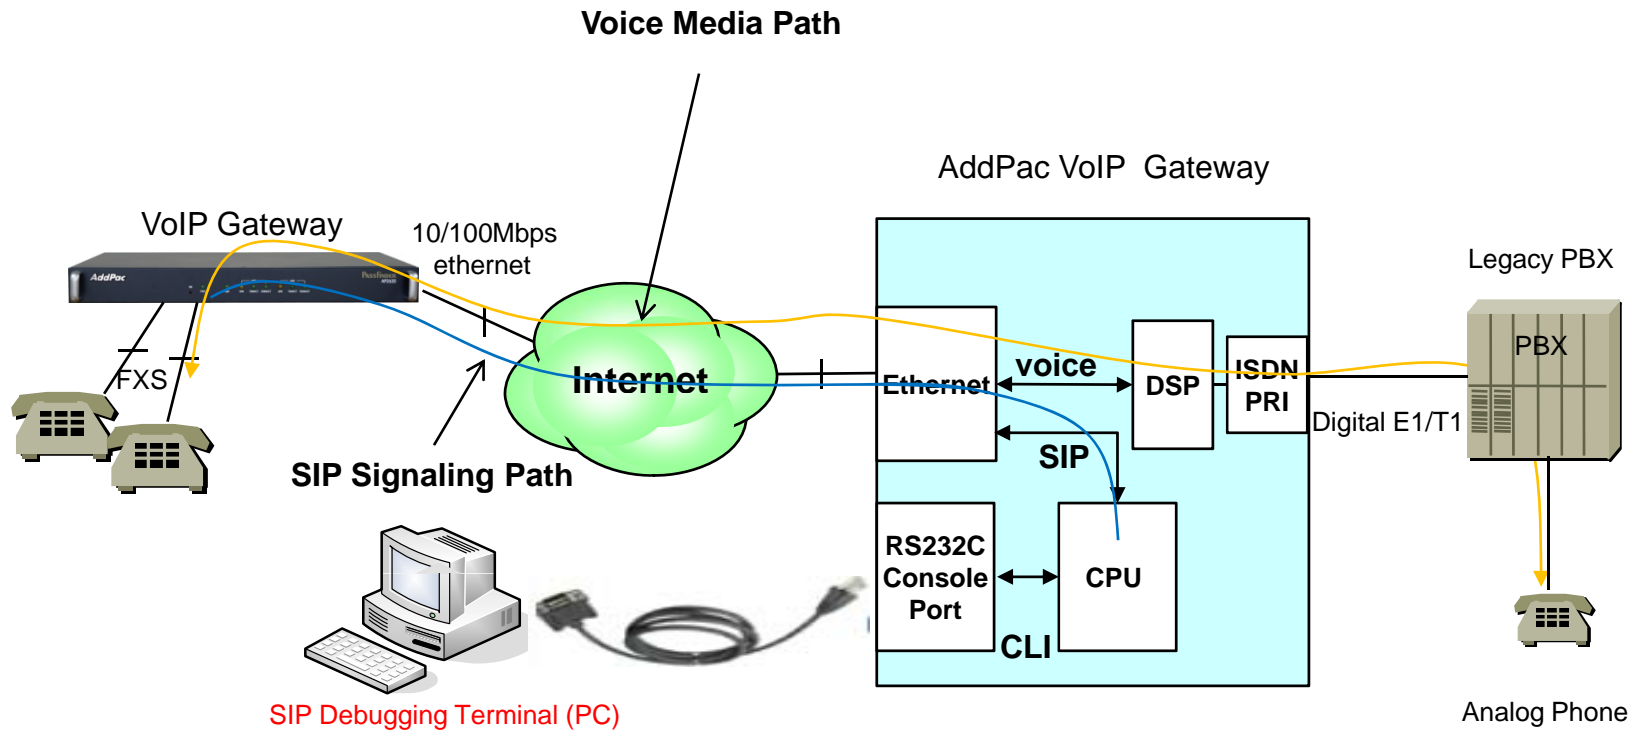 Voice Media Path
AddPac VoIP  Gateway
VoIP Gateway
10/100Mbps
ethernet
AddPac
Legacy PBX
PBX
FXS
Internet
Ethernet
voice
DSP
ISDN
PRI
Digital E1/T1
SIP Signaling Path
SIP
RS232C
Console
Port
CPU
CLI
SIP Debugging Terminal (PC)
Analog Phone